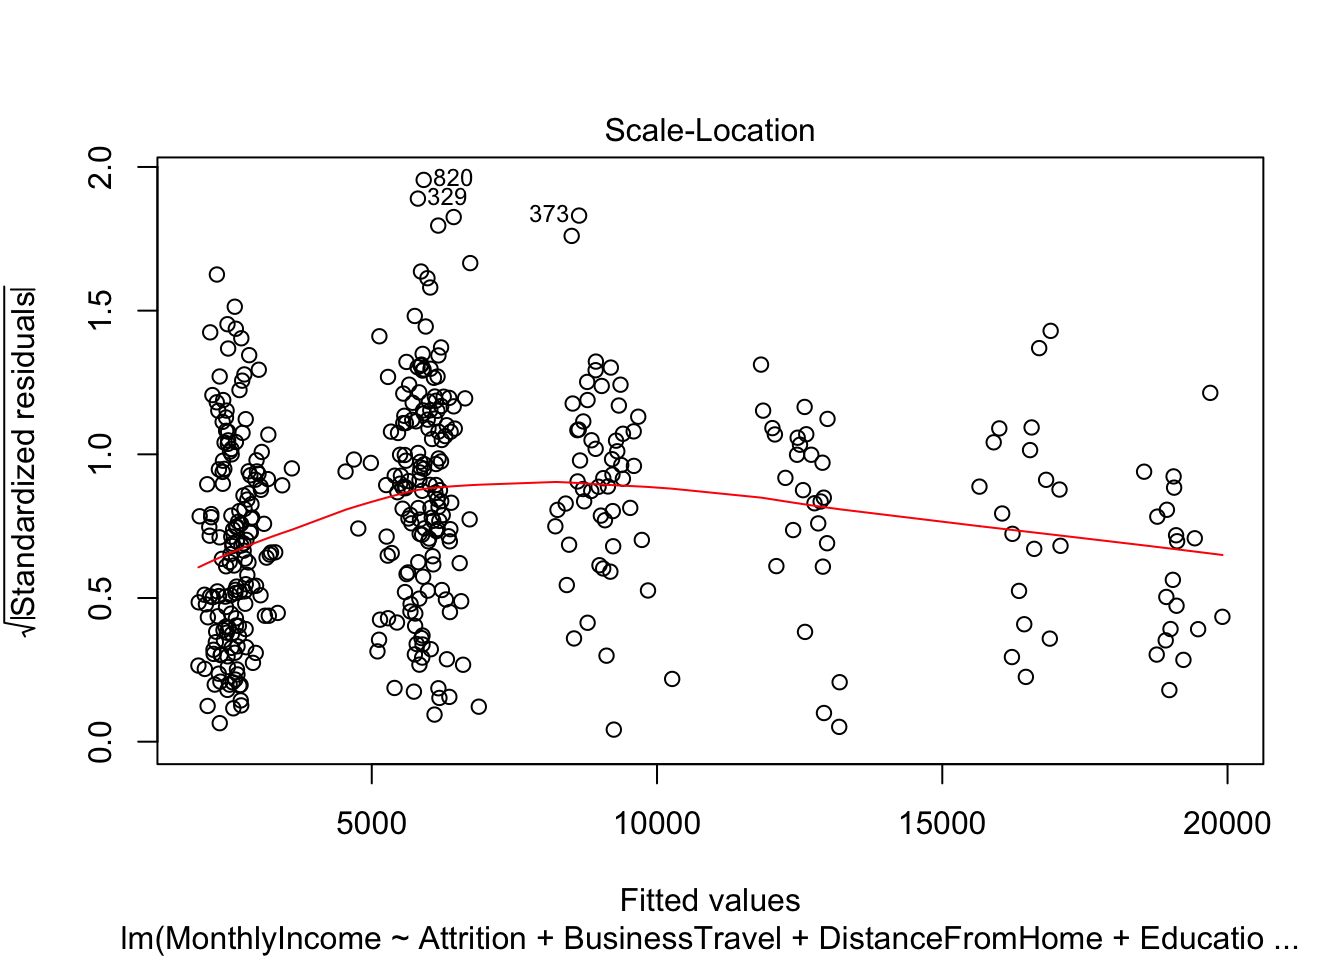 Scale-Location
√|Standardized residuals|
2.0
1.5
1.0
0.5
0.0
820
329
373
5000 10000 15000 20000
Fitted values
lm(MonthlyIncome ~ Attrition + BusinessTravel + DistanceFromHome + Educatio ...